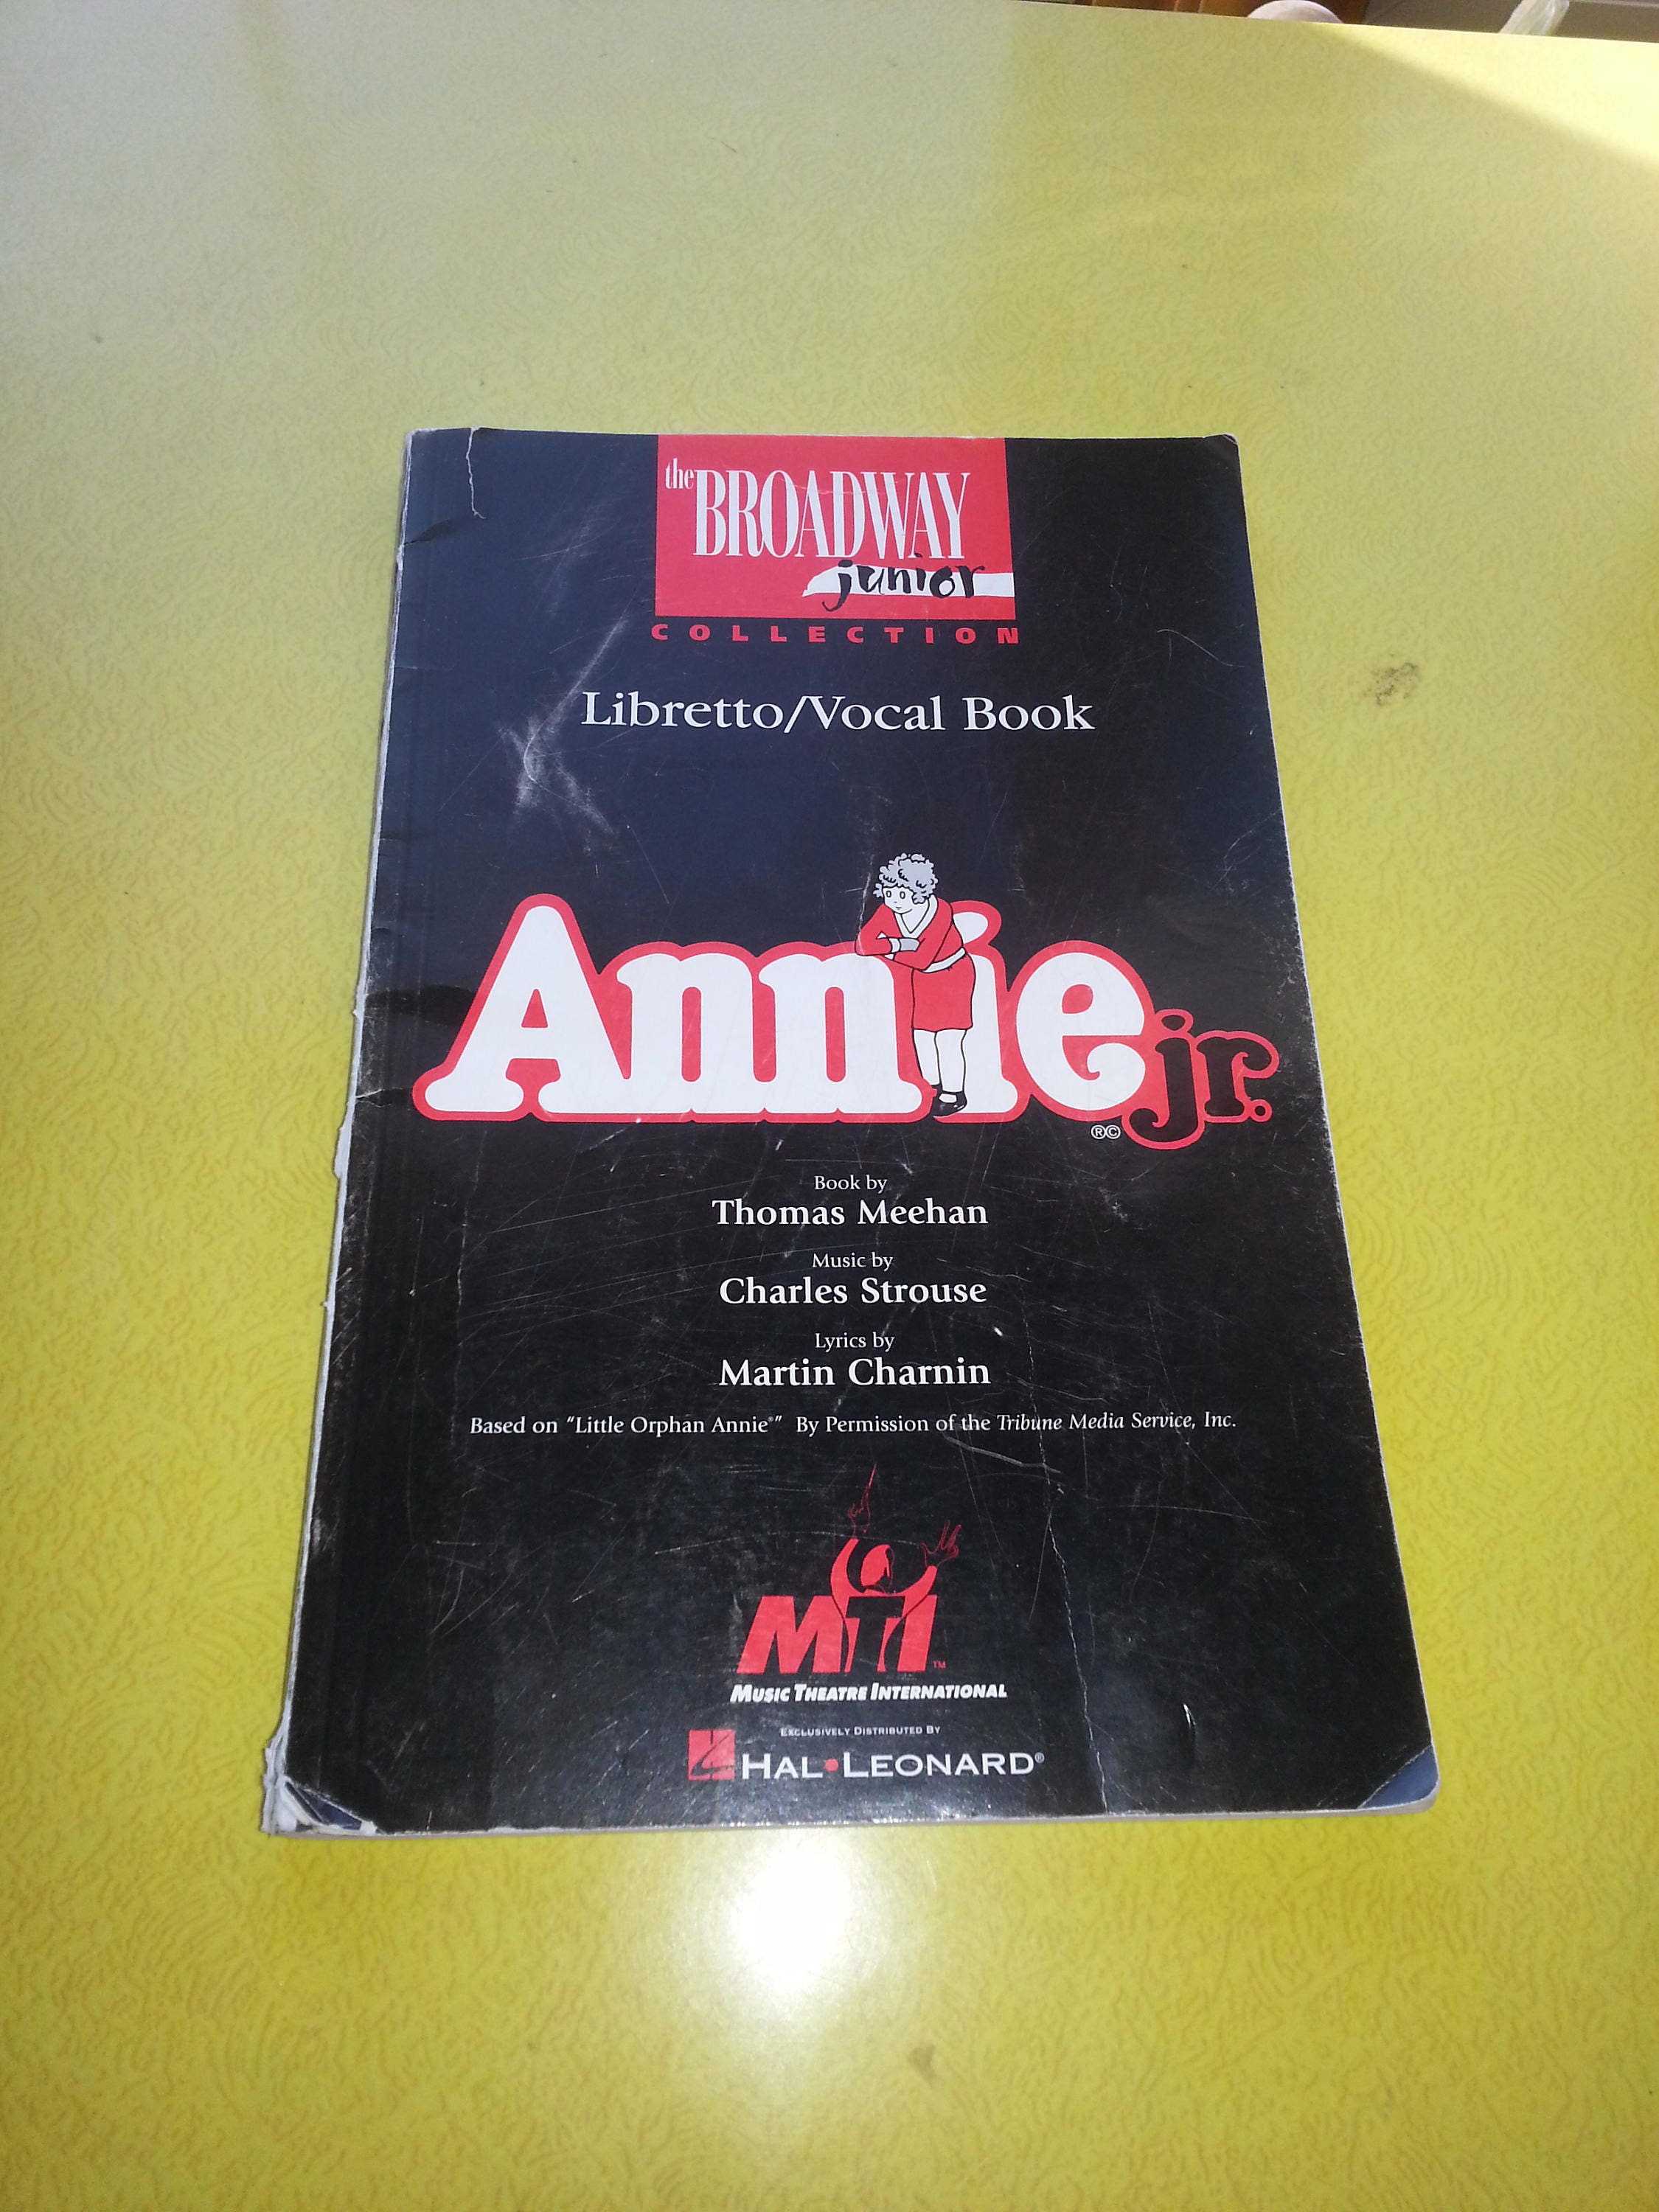 the BROADWAY
junior
COLLECTION
Libretto/Vocal Book
Annie jr.
®©
Book by
Thomas Meehan
Music by
Charles Strouse
Lyrics by
Martin Charnin
Based on “Little Orphan Annie®” By Permission of the Tribune Media Service, Inc.
MTI™
MUSIC THEATRE INTERNATIONAL
EXCLUSIVELY DISTRIBUTED BY
HAL•LEONARD®